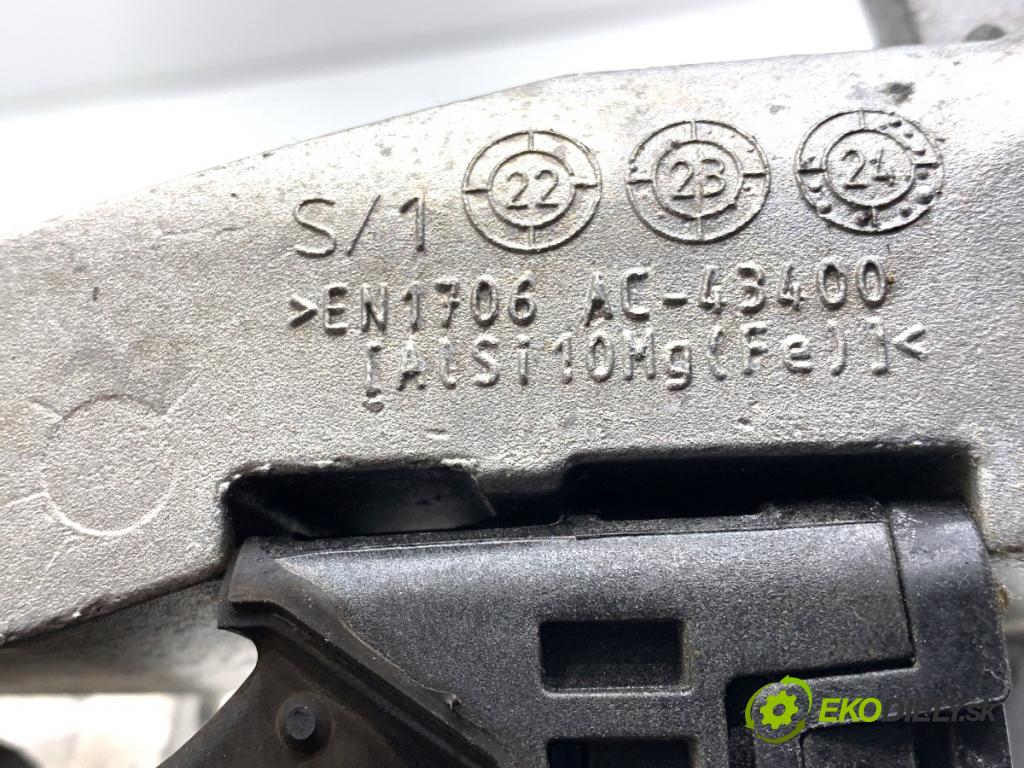 S/1 22 23 24
>EN1706 AC-43400
[AlSi10Mg(Fe)]<
EKODIELY.SK